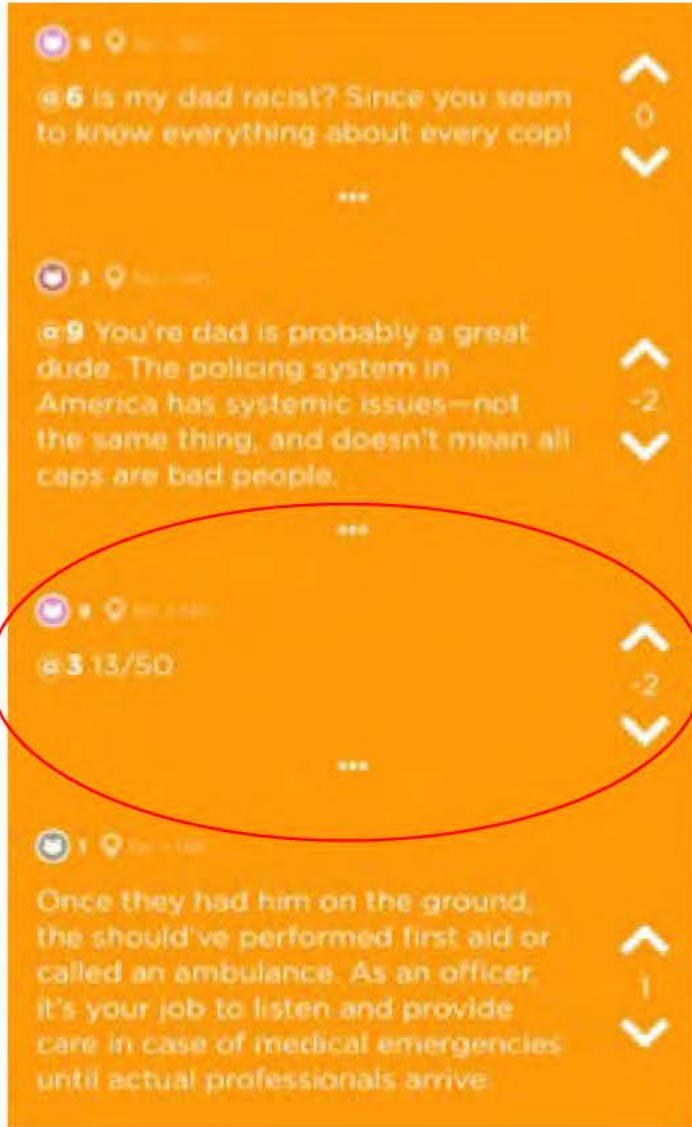 9
@6 is my dad racist? Since you seem
to know everything about every cop!
0
3
@9 You're dad is probably a great
dude. The policing system in
America has systemic issues—not
the same thing, and doesn't mean all
caps are bad people.
-2
9
@3 13/50
-2
1
Once they had him on the ground,
the should've performed first aid or
called an ambulance. As an officer,
it's your job to listen and provide
care in case of medical emergencies
until actual professionals arrive.
1